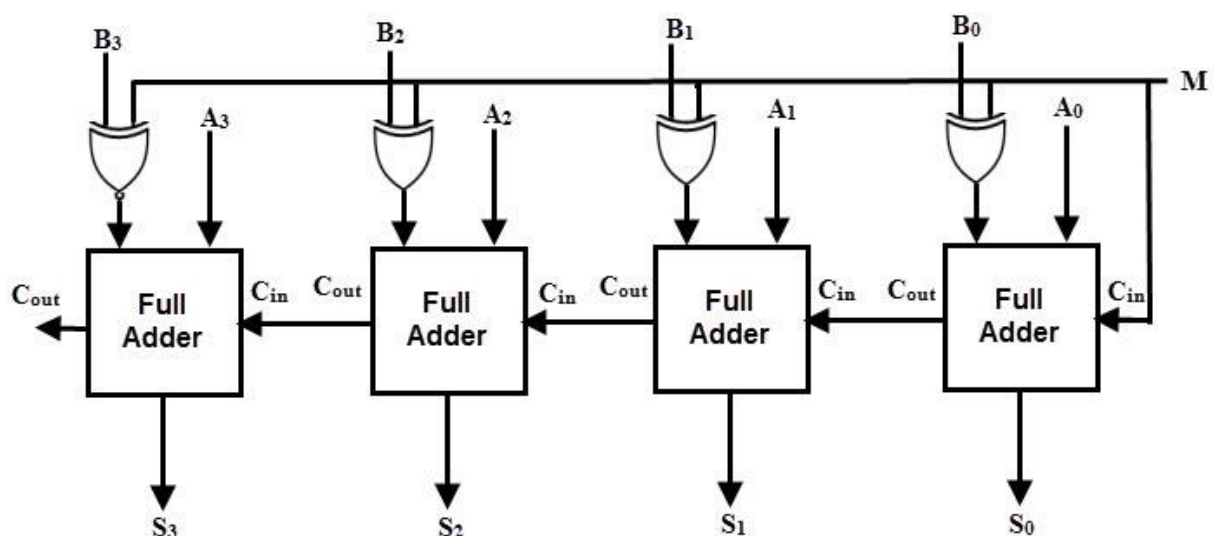 B₃ B₂ B₁ B₀
M
A₃ A₂ A₁ A₀
Cout Full Adder Cin Cout Full Adder Cin Cout Full Adder Cin Cout Full Adder Cin
S₃ S₂ S₁ S₀